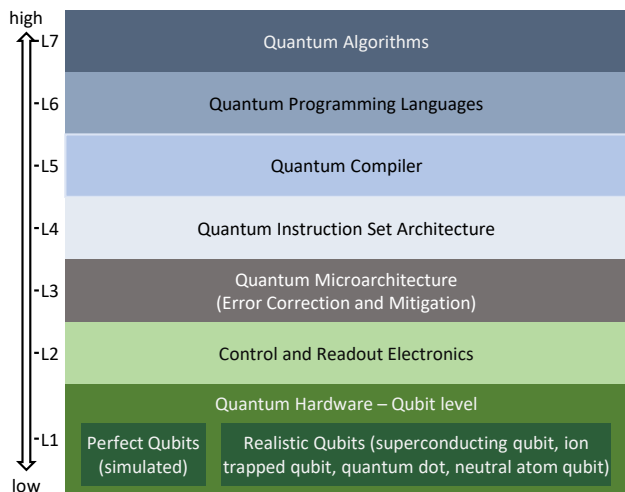 high
L7 Quantum Algorithms
L6 Quantum Programming Languages
L5 Quantum Compiler
L4 Quantum Instruction Set Architecture
L3 Quantum Microarchitecture
(Error Correction and Mitigation)
L2 Control and Readout Electronics
Quantum Hardware – Qubit level
L1
Perfect Qubits
(simulated)
Realistic Qubits (superconducting qubit, ion
trapped qubit, quantum dot, neutral atom qubit)
low